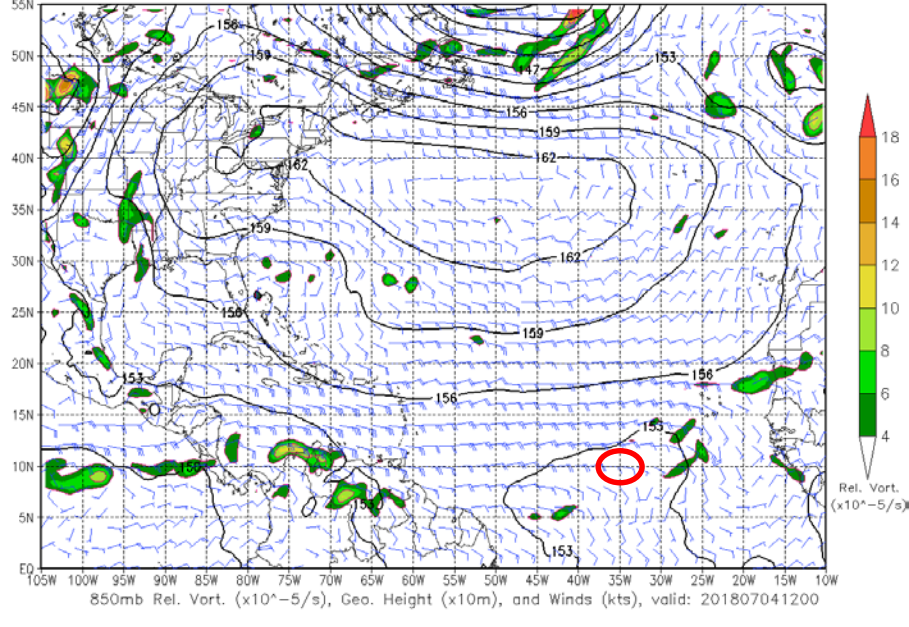 55N
50N
45N
40N
35N
30N
25N
20N
15N
10N
5N
EQ
156
159
147
153
156
159
162
162
159
162
159
156
156
153
156
153
150
153
153
105W 100W 95W 90W 85W 80W 75W 70W 65W 60W 55W 50W 45W 40W 35W 30W 25W 20W 15W 10W
850mb Rel. Vort. (x10^-5/s), Geo. Height (x10m), and Winds (kts), valid: 201807041200
18
16
14
12
10
8
6
4
Rel. Vort.
(x10^-5/s)